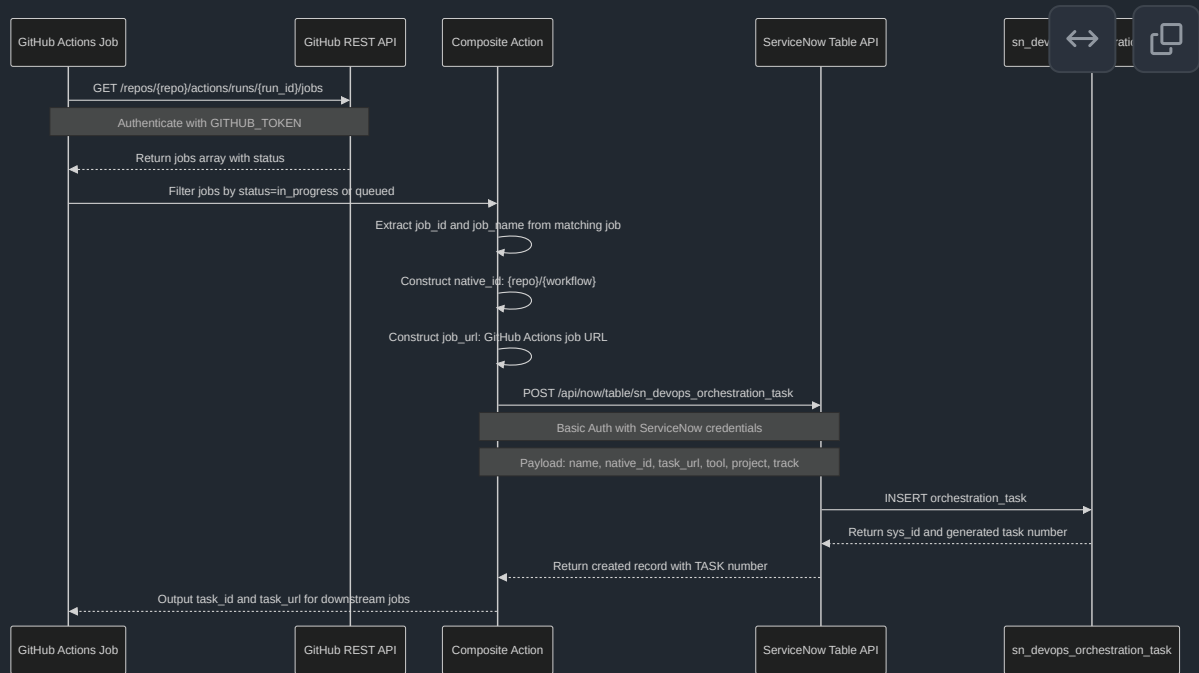 GitHub Actions Job
GitHub REST API
Composite Action
ServiceNow Table API
GET /repos/{repo}/actions/runs/{run_id}/jobs
Authenticate with GITHUB_TOKEN
Return jobs array with status
Filter jobs by status=in_progress or queued
Extract job_id and job_name from matching job
Construct native_id: {repo}/{workflow}
Construct job_url: GitHub Actions job URL
POST /api/now/table/sn_devops_orchestration_task
Basic Auth with ServiceNow credentials
Payload: name, native_id, task_url, tool, project, track
INSERT orchestration_task
Return sys_id and generated task number
Return created record with TASK number
Output task_id and task_url for downstream jobs
GitHub Actions Job
GitHub REST API
Composite Action
ServiceNow Table API
sn_devops_orchestration_task